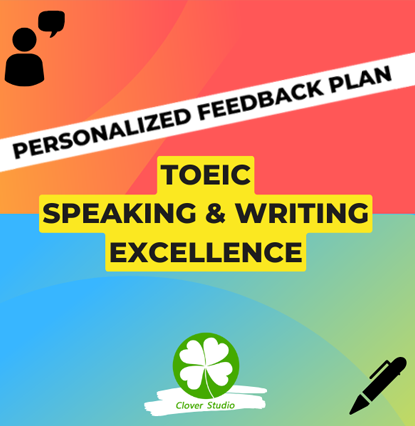 PERSONALIZED FEEDBACK PLAN
TOEIC
SPEAKING & WRITING
EXCELLENCE
Clover Studio